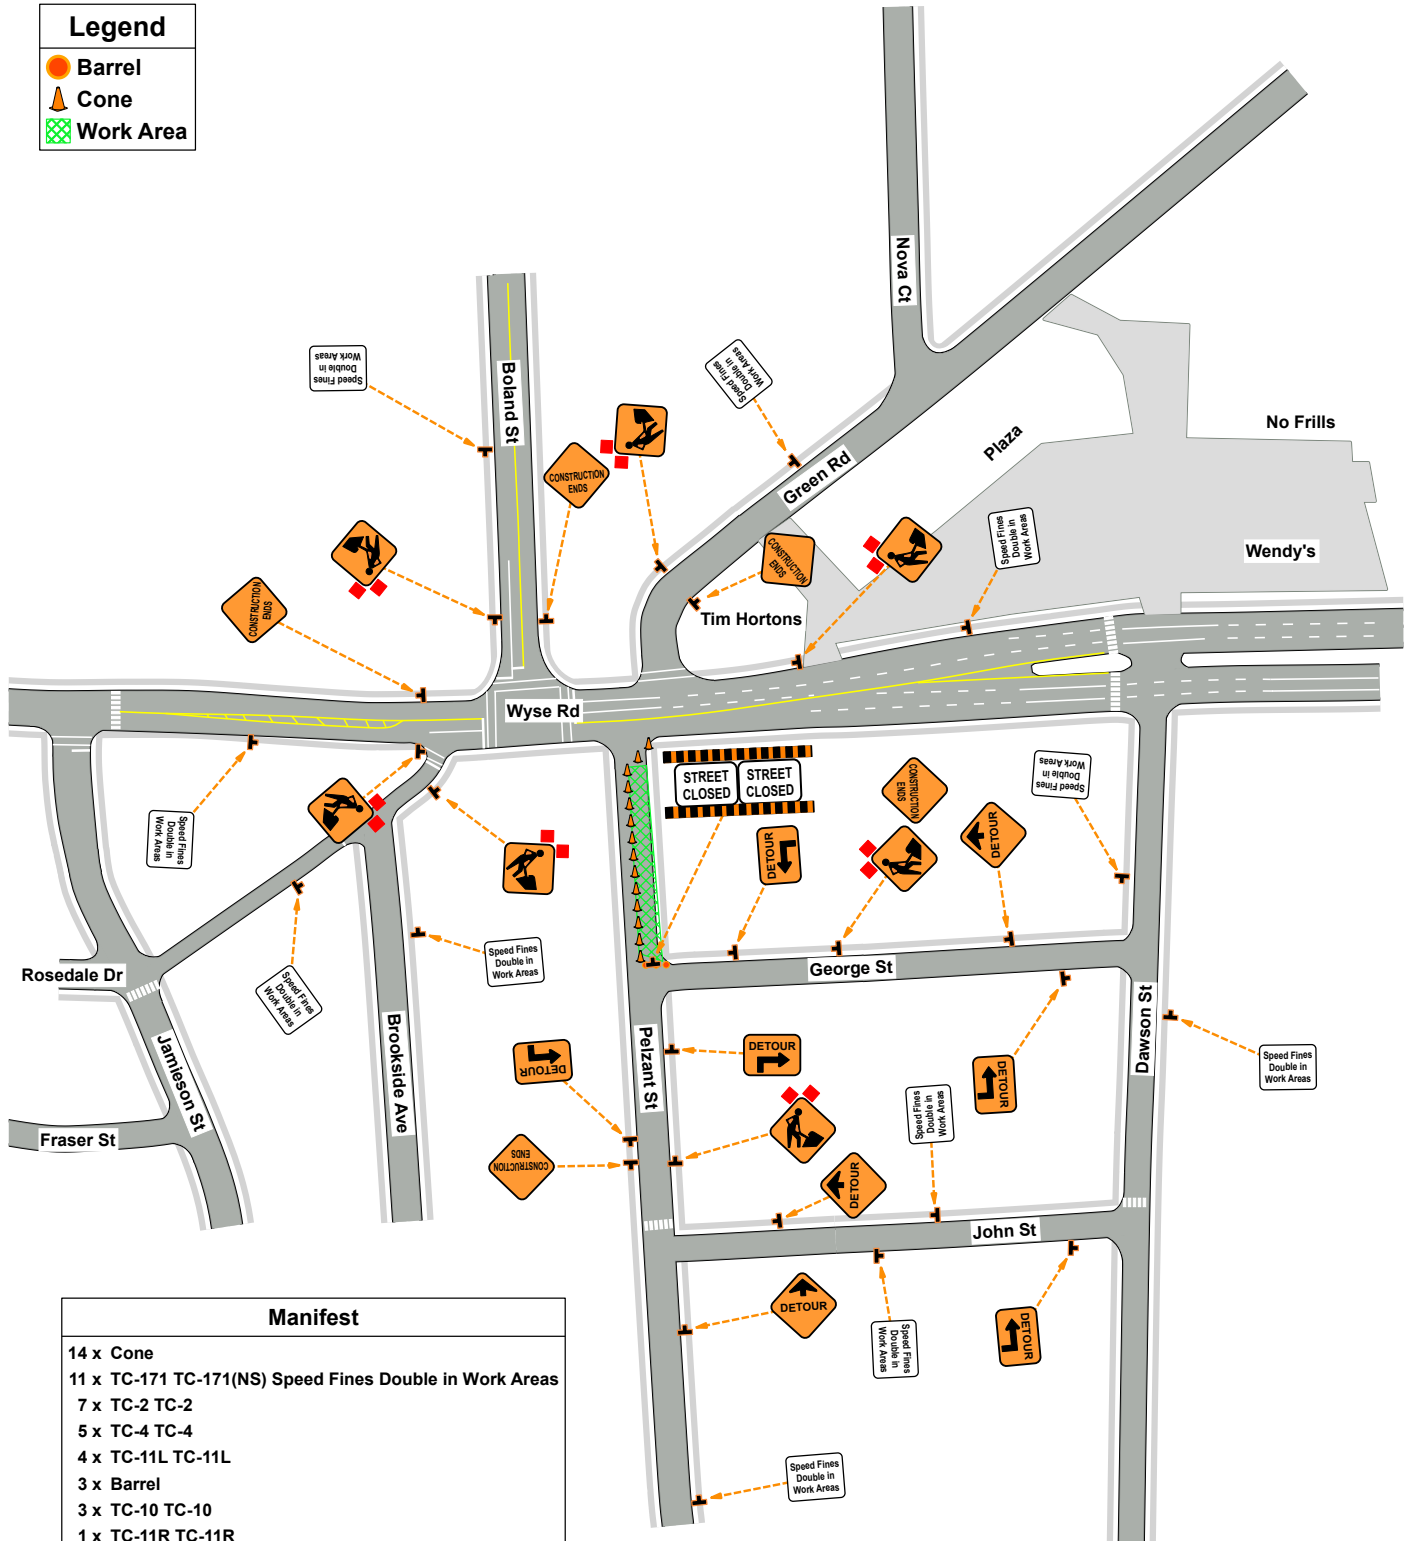 Legend
Barrel
Cone
Work Area
Nova Ct
Boland St
Speed Fines
Double in
Work Areas
Speed Fines
Double in
Work Areas
Green Rd
Plaza
No Frills
Wendy's
CONSTRUCTION
ENDS
CONSTRUCTION
ENDS
Speed Fines
Double in
Work Areas
CONSTRUCTION
ENDS
Tim Hortons
Wyse Rd
STREET
CLOSED
STREET
CLOSED
CONSTRUCTION
ENDS
Speed Fines
Double in
Work Areas
Speed Fines
Double in
Work Areas
DETOUR
DETOUR
Speed Fines
Double in
Work Areas
Rosedale Dr
Speed Fines
Double in
Work Areas
George St
Brookside Ave
Pelzant St
Dawson St
Jamieson St
DETOUR
DETOUR
DETOUR
Speed Fines
Double in
Work Areas
Speed Fines
Double in
Work Areas
Fraser St
CONSTRUCTION
ENDS
DETOUR
John St
DETOUR
DETOUR
Speed Fines
Double in
Work Areas
Speed Fines
Double in
Work Areas
Manifest
14 x Cone
11 x TC-171 TC-171(NS) Speed Fines Double in Work Areas
7 x TC-2 TC-2
5 x TC-4 TC-4
4 x TC-11L TC-11L
3 x Barrel
3 x TC-10 TC-10
1 x TC-11R TC-11R